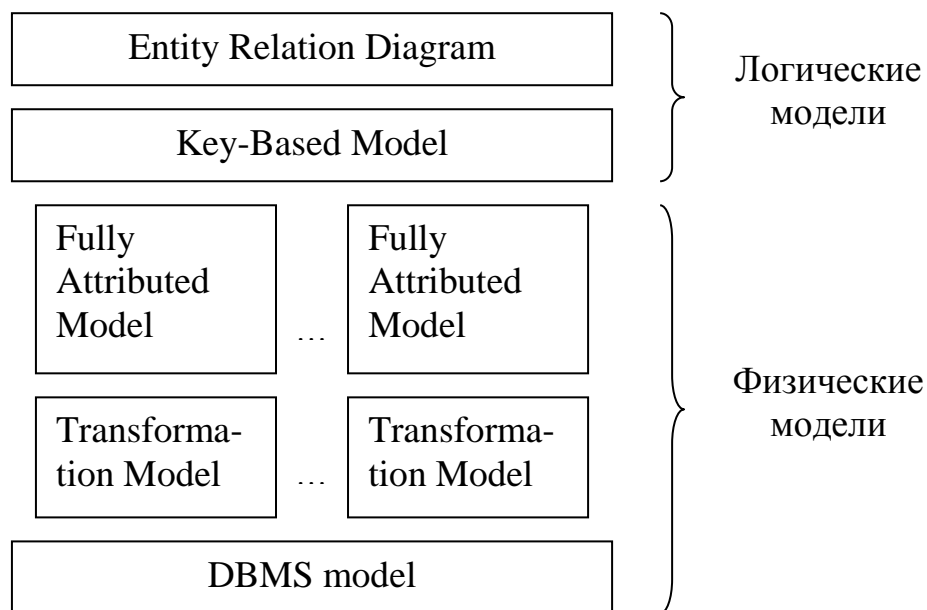 Entity Relation Diagram
Логические
модели
Key-Based Model
Fully
Attributed
Model
...
Fully
Attributed
Model
Физические
модели
Transforma-
tion Model
...
Transforma-
tion Model
DBMS model